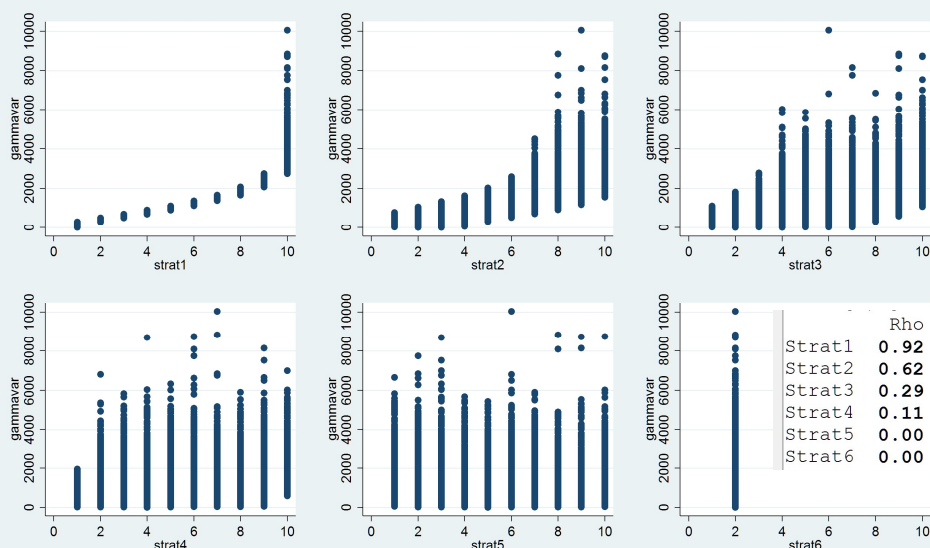 gammavar
0 2000 4000 6000 8000 10000
0 2 4 6 8 10
strat1
gammavar
0 2000 4000 6000 8000 10000
0 2 4 6 8 10
strat2
gammavar
0 2000 4000 6000 8000 10000
0 2 4 6 8 10
strat3
gammavar
0 2000 4000 6000 8000 10000
0 2 4 6 8 10
strat4
gammavar
0 2000 4000 6000 8000 10000
0 2 4 6 8 10
strat5
gammavar
0 2000 4000 6000 8000 10000
0 2 4 6 8 10
strat6
Rho
Strat1 0.92
Strat2 0.62
Strat3 0.29
Strat4 0.11
Strat5 0.00
Strat6 0.00